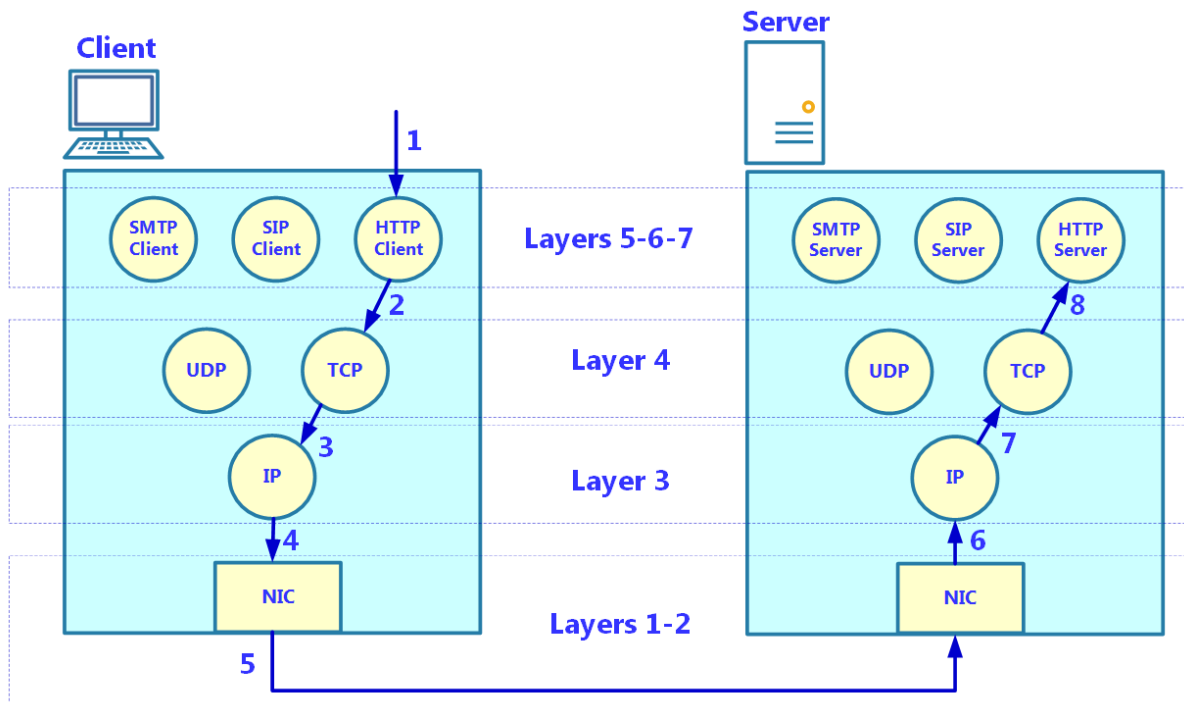 Server
Client
1
SMTP
Client
SIP
Client
HTTP
Client
Layers 5-6-7
SMTP
Server
SIP
Server
HTTP
Server
2
8
UDP
TCP
Layer 4
UDP
TCP
3
7
IP
Layer 3
IP
4
6
NIC
Layers 1-2
NIC
5